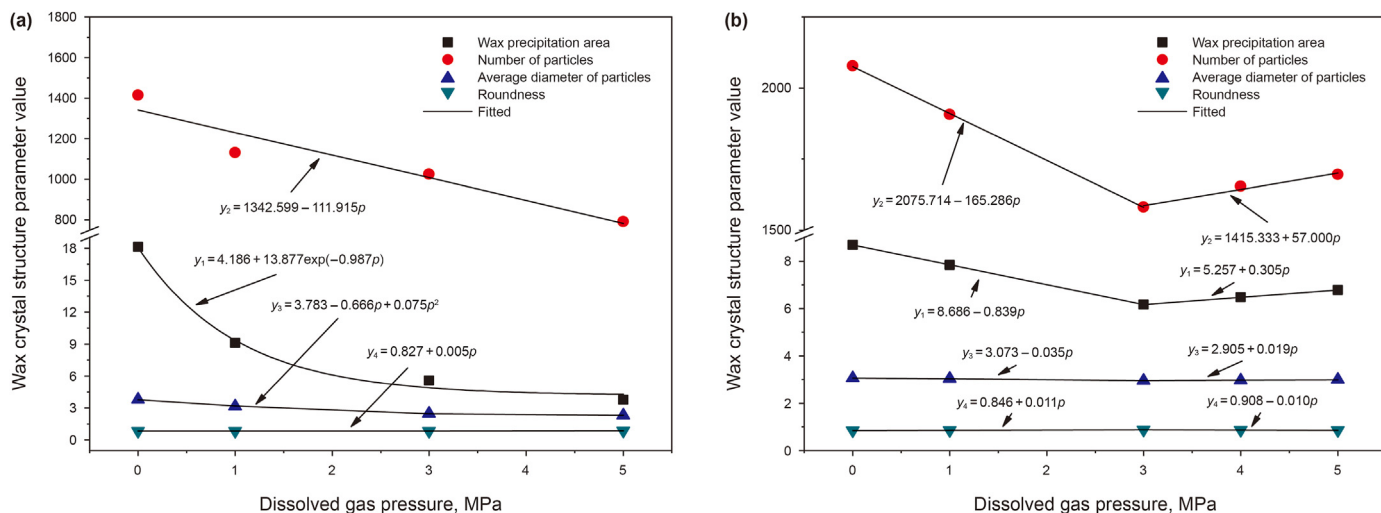 (a)
Wax crystal structure parameter value
1800
1600
1400
1200
1000
800
18
15
12
9
6
3
0
Wax precipitation area
Number of particles
Average diameter of particles
Roundness
Fitted
y₂ = 1342.599 – 111.915p
y₁ = 4.186 + 13.877exp(–0.987p)
y₃ = 3.783 – 0.666p + 0.075p²
y₄ = 0.827 + 0.005p
0 1 2 3 4 5
Dissolved gas pressure, MPa
(b)
Wax crystal structure parameter value
2000
1500
8
6
4
2
0
Wax precipitation area
Number of particles
Average diameter of particles
Roundness
Fitted
y₂ = 2075.714 – 165.286p
y₂ = 1415.333 + 57.000p
y₁ = 5.257 + 0.305p
y₁ = 8.686 – 0.839p
y₃ = 3.073 – 0.035p
y₃ = 2.905 + 0.019p
y₄ = 0.846 + 0.011p
y₄ = 0.908 – 0.010p
0 1 2 3 4 5
Dissolved gas pressure, MPa